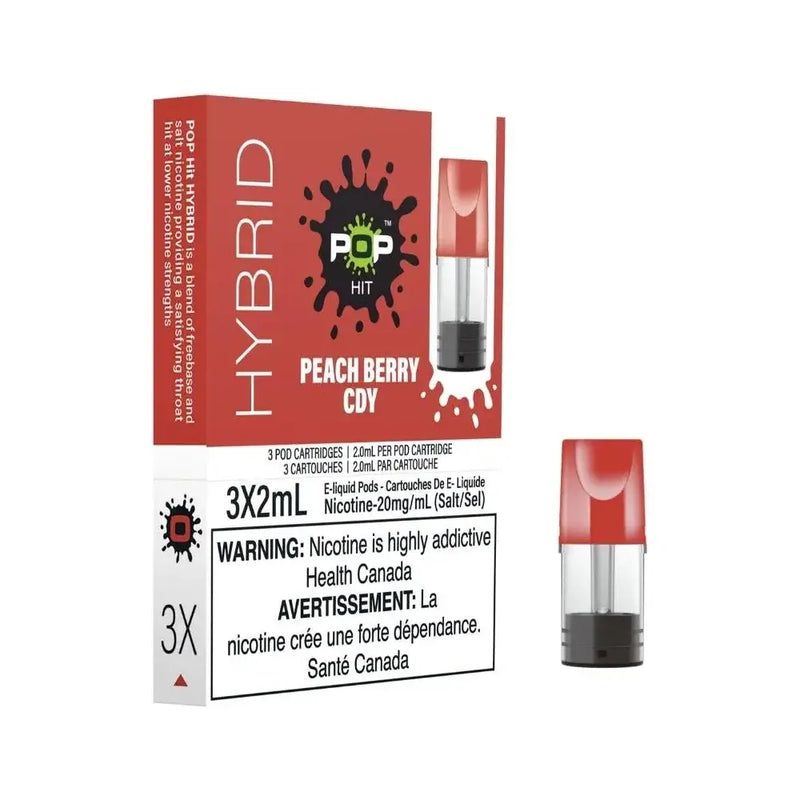 POP Hit HYBRID is a blend of freebase and
salt nicotine providing a satisfying throat
hit at lower nicotine strengths
HYBRID
POP™
HIT
PEACH BERRY
CDY
3 POD CARTRIDGES | 2.0mL PER POD CARTRIDGE
3 CARTOUCHES | 2.0mL PAR CARTOUCHE
3X2mL
E-liquid Pods - Cartouches De E- Liquide
Nicotine-20mg/mL (Salt/Sel)
WARNING: Nicotine is highly addictive
Health Canada
AVERTISSEMENT: La
nicotine crée une forte dépendance.
Santé Canada
O
3X